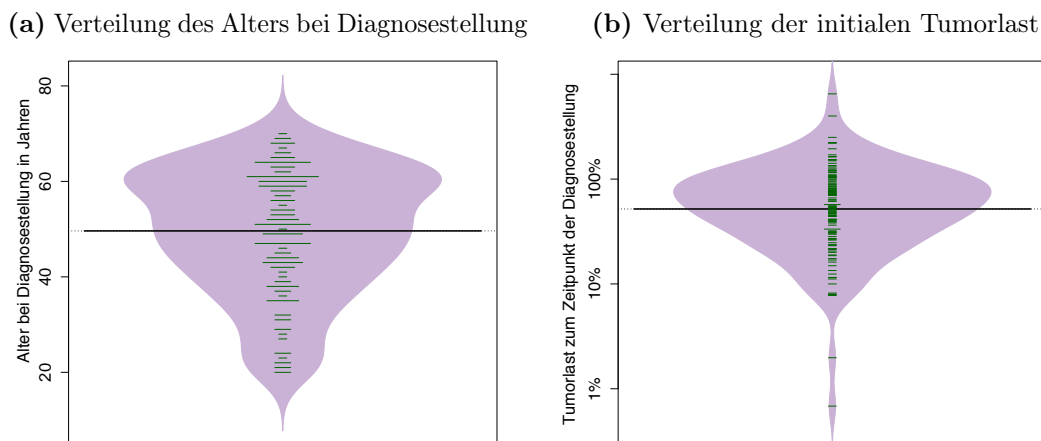 (a) Verteilung des Alters bei Diagnosestellung
(b) Verteilung der initialen Tumorlast
Alter bei Diagnosestellung in Jahren
80
60
40
20
Tumorlast zum Zeitpunkt der Diagnosestellung
100%
10%
1%